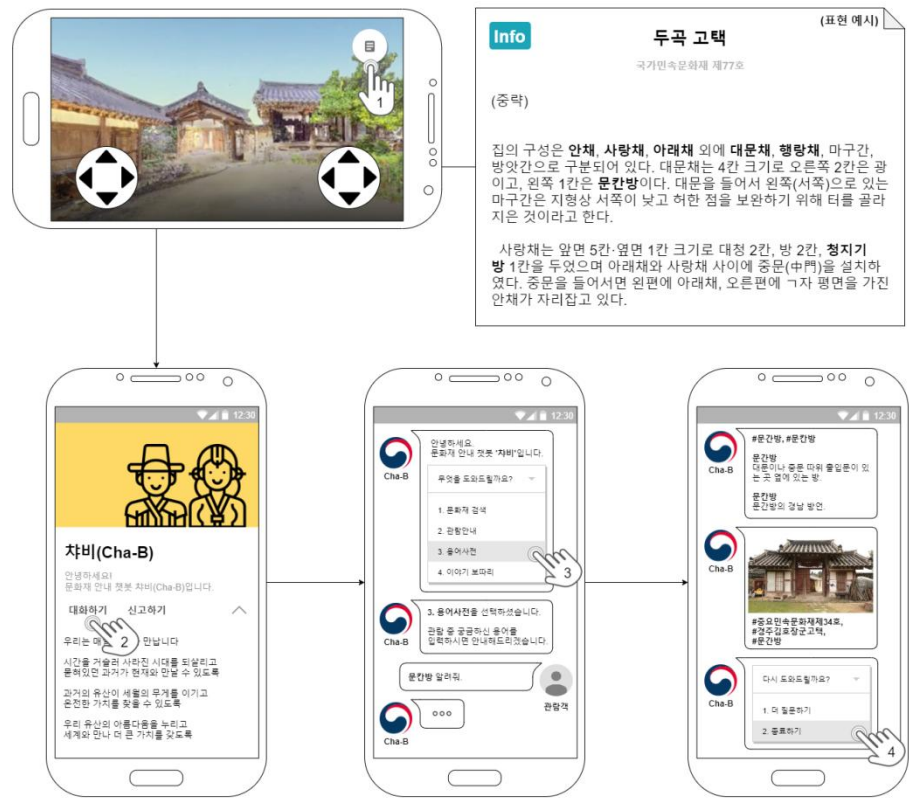 1
(표현 예시)
Info
두곡 고택
국가민속문화재 제77호
(중략)
집의 구성은 안채, 사랑채, 아래채 외에 대문채, 행랑채, 마구간,
방앗간으로 구분되어 있다. 대문채는 4칸 크기로 오른쪽 2칸은 광
이고, 왼쪽 1칸은 문칸방이다. 대문을 들어서 왼쪽(서쪽)으로 있는
마구간은 지형상 서쪽이 낮고 허한 점을 보완하기 위해 터를 골라
지은 것이라고 한다.
사랑채는 앞면 5칸·옆면 1칸 크기로 대청 2칸, 방 2칸, 청지기
방 1칸을 두었으며 아래채와 사랑채 사이에 중문(中門)을 설치하
였다. 중문을 들어서면 왼편에 아래채, 오른편에 ㄱ자 평면을 가진
안채가 자리잡고 있다.
12:30
챠비(Cha-B)
안녕하세요!
문화재 안내 챗봇 챠비(Cha-B)입니다.
대화하기 신고하기
2
우리는 매 만납니다
시간을 거슬러 사라진 시대를 되살리고
묻혀있던 과거가 현재와 만날 수 있도록
과거의 유산이 세월의 무게를 이기고
온전한 가치를 찾을 수 있도록
우리 유산의 아름다움을 누리고
세계와 만나 더 큰 가치를 갖도록
12:30
안녕하세요.
문화재 안내 챗봇 '챠비'입니다.
Cha-B
무엇을 도와드릴까요?
1. 문화재 검색
2. 관람안내
3. 용어사전
4. 이야기 보따리
3
3. 용어사전을 선택하셨습니다.
관람 중 궁금하신 용어를
입력하시면 안내해드리겠습니다.
Cha-B
문칸방 알려줘.
관람객
Cha-B
12:30
#문간방, #문칸방
문간방
대문이나 중문 따위 출입문이 있
는 곳 옆에 있는 방.
문칸방
문간방의 경남 방언.
Cha-B
Cha-B
#중요민속문화재제34호,
#경주김호장군고택,
#문간방
다시 도와드릴까요?
Cha-B
1. 더 질문하기
2. 종료하기
4